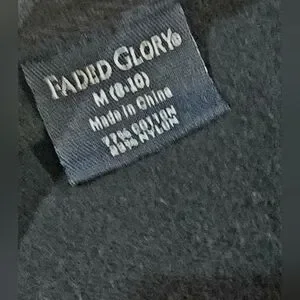 FADED GLORY®
M (8-10)
Made in China
COTTON
NYLON